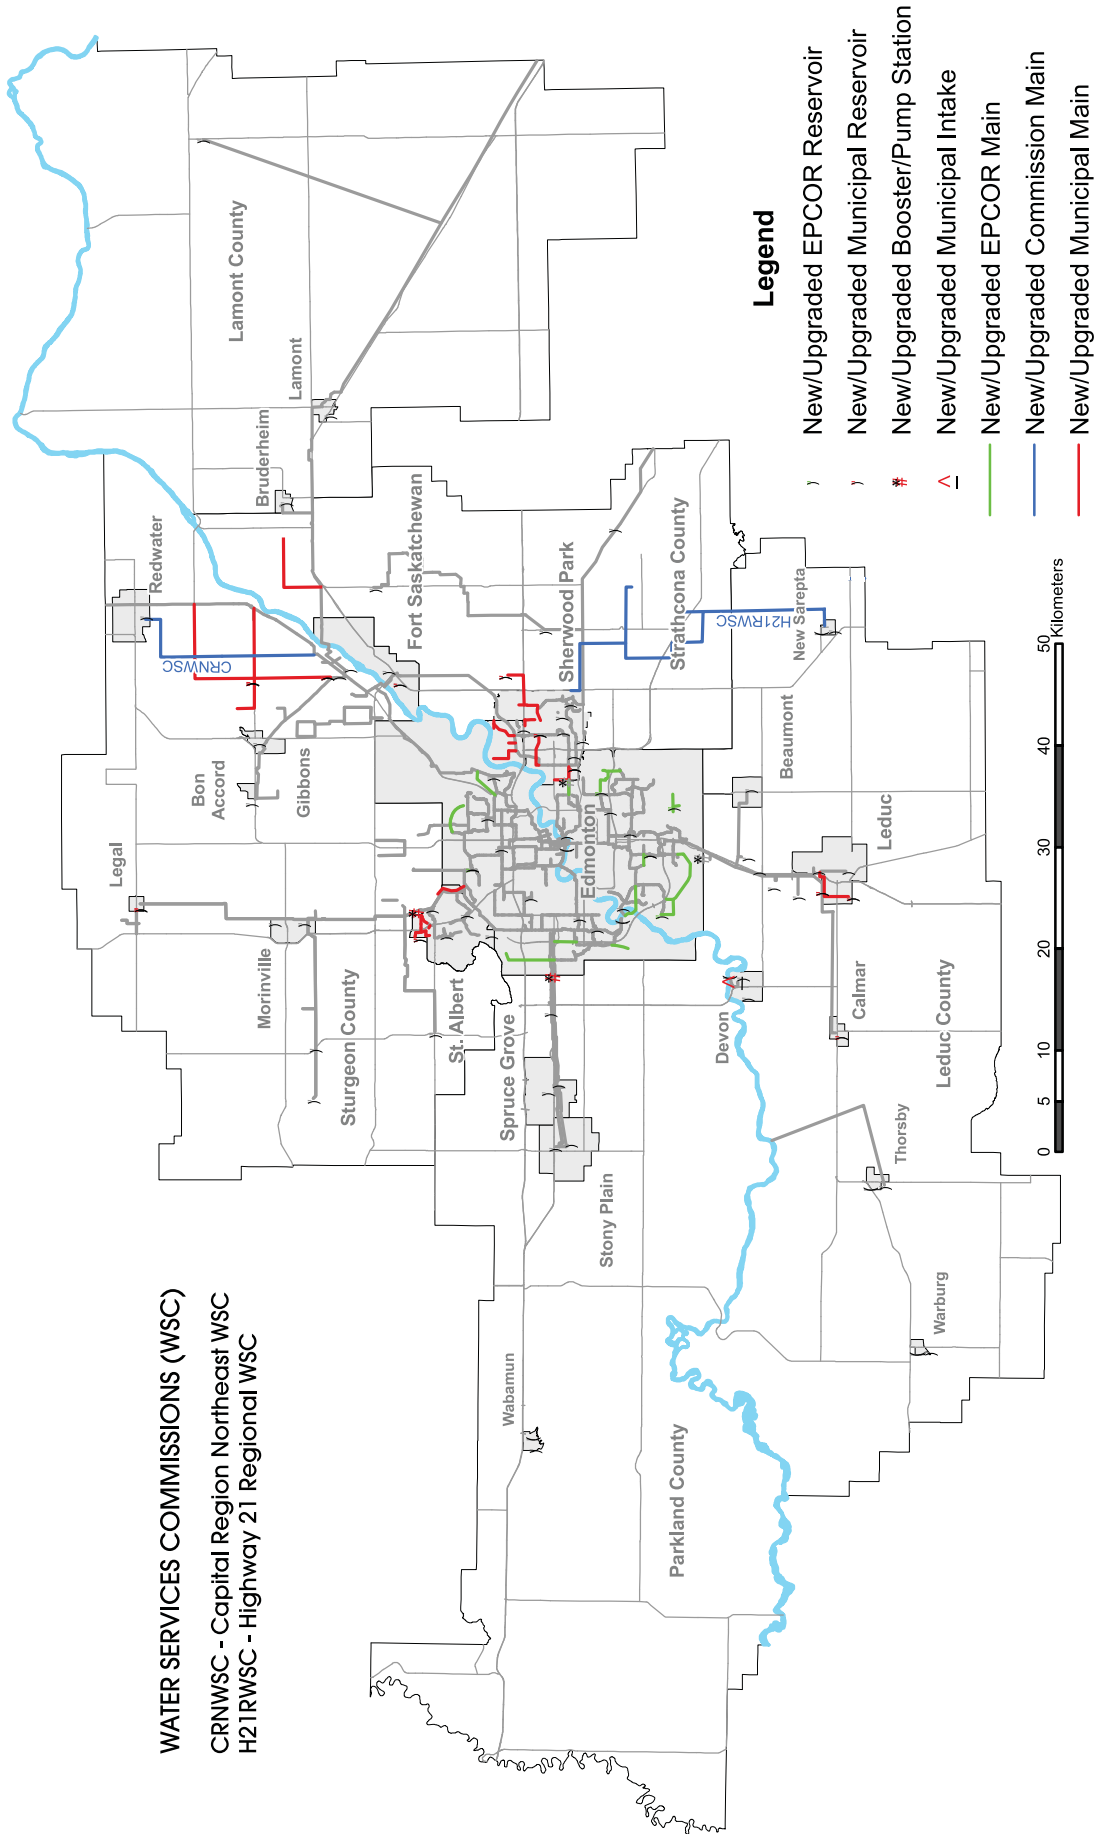 WATER SERVICES COMMISSIONS (WSC)
CRNWSC - Capital Region Northeast WSC
H21RWSC - Highway 21 Regional WSC
Legal
Redwater
CRNWSC
Bon
Accord
Gibbons
Bruderheim
Lamont
Lamont County
Morinville
Sturgeon County
St. Albert
Fort Saskatchewan
Wabamun
Spruce Grove
Stony Plain
Edmonton
Sherwood Park
Strathcona County
H21RWSC
New Sarepta
Parkland County
Devon
Beaumont
Leduc
Calmar
Leduc County
Thorsby
Warburg
Legend
New/Upgraded EPCOR Reservoir
New/Upgraded Municipal Reservoir
New/Upgraded Booster/Pump Station
New/Upgraded Municipal Intake
New/Upgraded EPCOR Main
New/Upgraded Commission Main
New/Upgraded Municipal Main
0 5 10 20 30 40 50
Kilometers